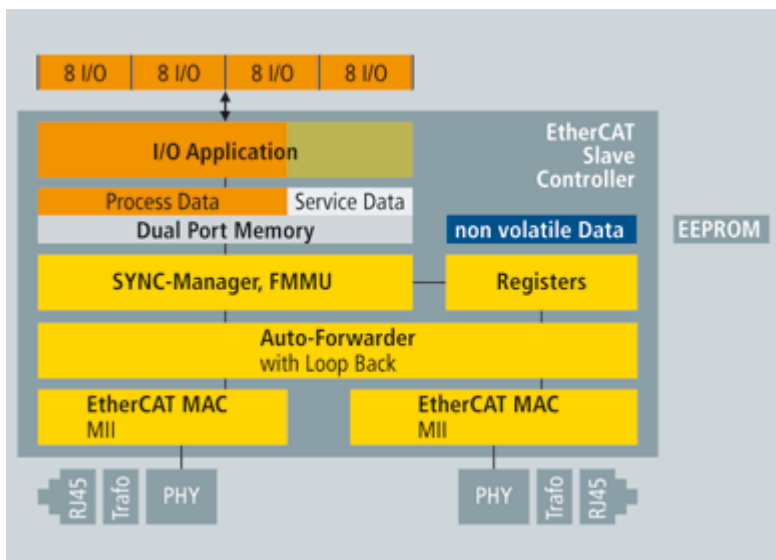 8 I/O 8 I/O 8 I/O 8 I/O
EtherCAT
Slave
Controller
I/O Application
Process Data Service Data
Dual Port Memory
non volatile Data
EEPROM
SYNC-Manager, FMMU
Registers
Auto-Forwarder
with Loop Back
EtherCAT MAC
MII
EtherCAT MAC
MII
RJ45
Trafo
PHY
PHY
Trafo
RJ45